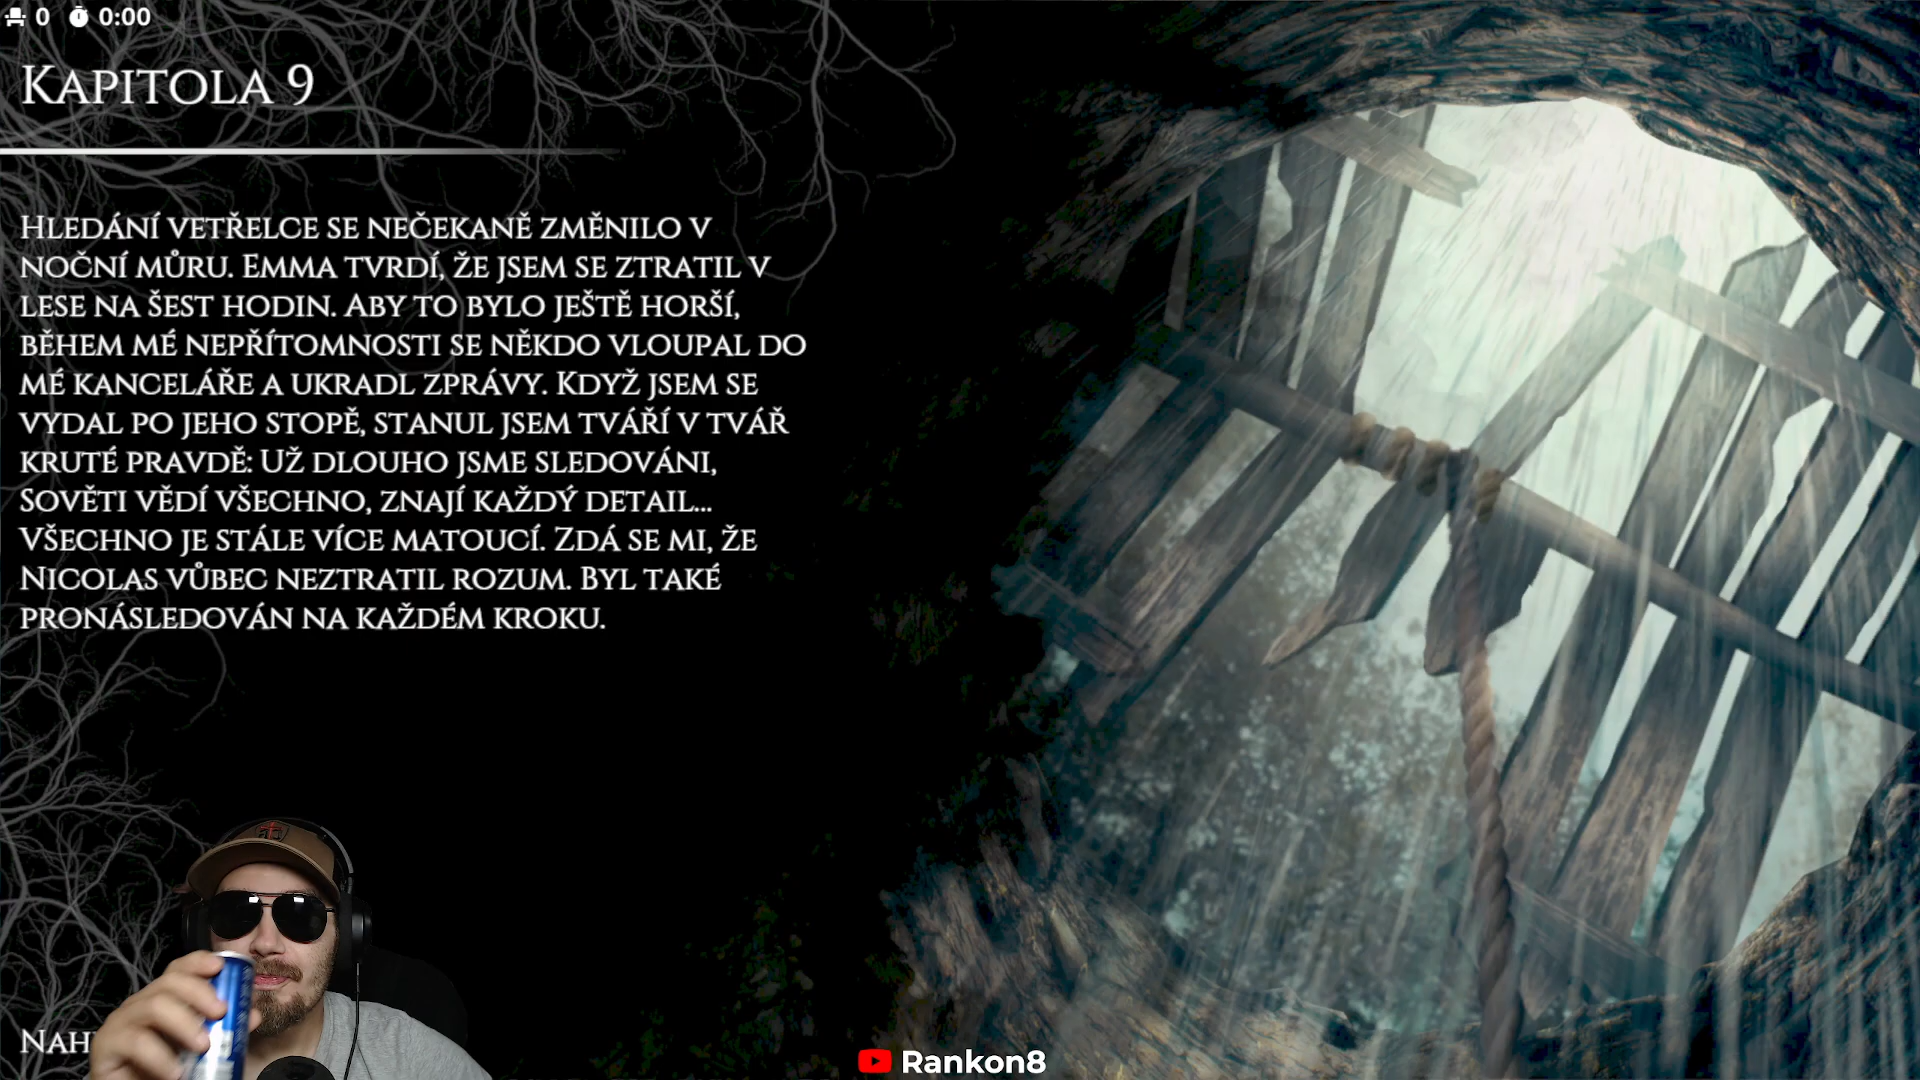 0 0:00
Kapitola 9
Hledání vetřelce se nečekaně změnilo v
noční můru. Emma tvrdí, že jsem se ztratil v
lese na šest hodin. Aby to bylo ještě horší,
během mé nepřítomnosti se někdo vloupal do
mé kanceláře a ukradl zprávy. Když jsem se
vydal po jeho stopě, stanul jsem tváří v tvář
kruté pravdě: Už dlouho jsme sledováni,
Sověti vědí všechno, znají každý detail...
Všechno je stále více matoucí. Zdá se mi, že
Nicolas vůbec neztratil rozum. Byl také
pronásledován na každém kroku.
Rankon8